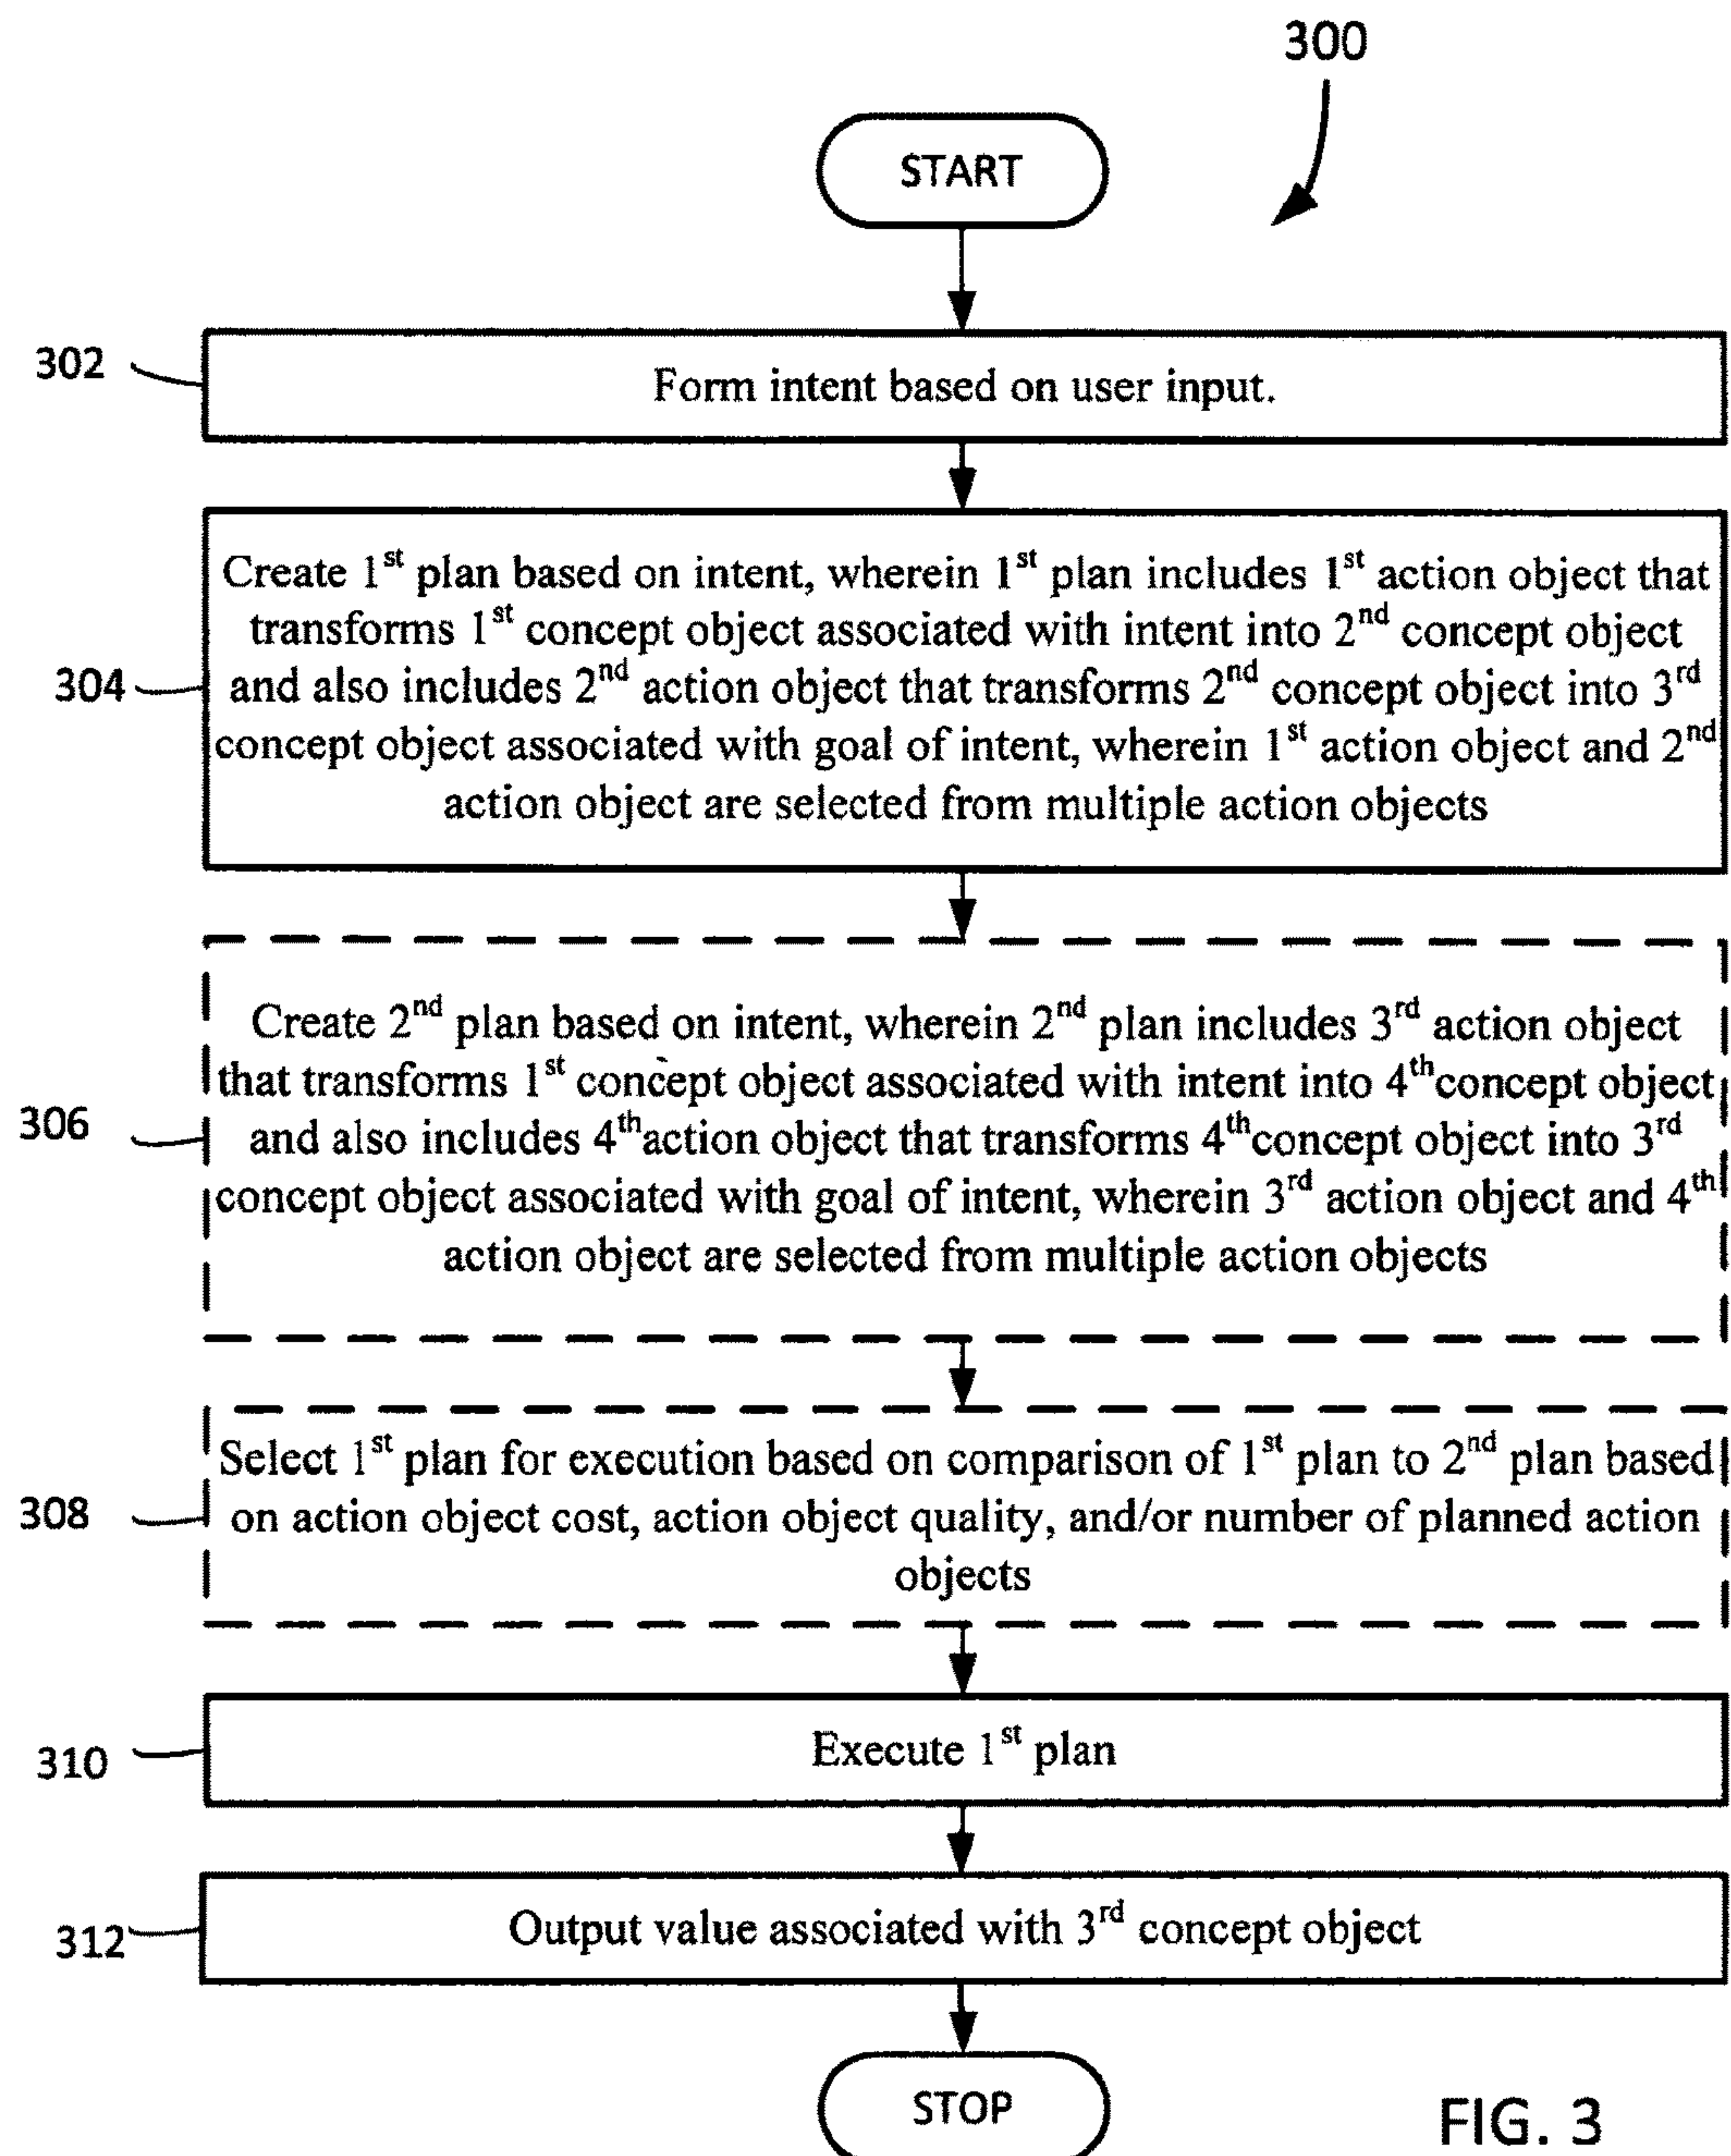 300
START
302
Form intent based on user input.
304
Create 1st plan based on intent, wherein 1st plan includes 1st action object that
transforms 1st concept object associated with intent into 2nd concept object
and also includes 2nd action object that transforms 2nd concept object into 3rd
concept object associated with goal of intent, wherein 1st action object and 2nd
action object are selected from multiple action objects
306
Create 2nd plan based on intent, wherein 2nd plan includes 3rd action object
that transforms 1st concept object associated with intent into 4th concept object
and also includes 4th action object that transforms 4th concept object into 3rd
concept object associated with goal of intent, wherein 3rd action object and 4th
action object are selected from multiple action objects
308
Select 1st plan for execution based on comparison of 1st plan to 2nd plan based
on action object cost, action object quality, and/or number of planned action
objects
310
Execute 1st plan
312
Output value associated with 3rd concept object
STOP
FIG. 3